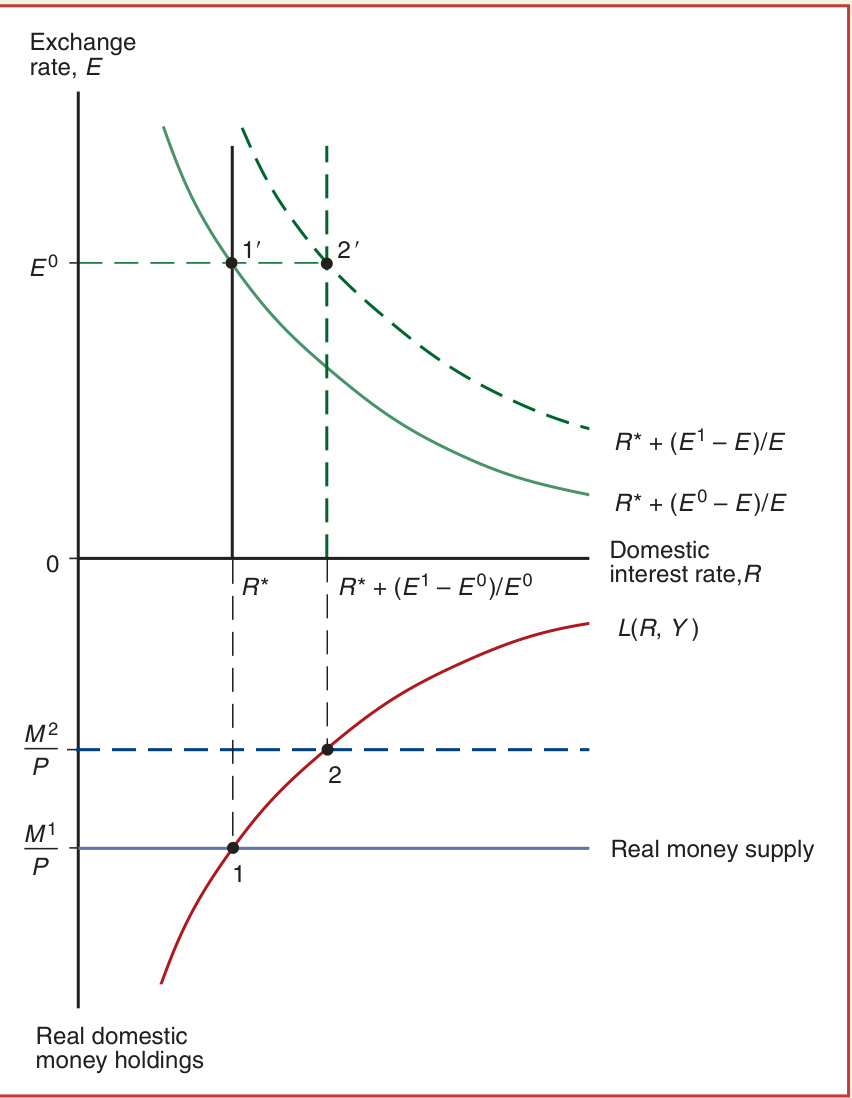 Exchange
rate, E
1′
2′
E⁰
R* + (E¹ – E)/E
R* + (E⁰ – E)/E
0
Domestic
interest rate,R
R*
R* + (E¹ – E⁰)/E⁰
L(R, Y )
M²
P
2
M¹
P
Real money supply
1
Real domestic
money holdings